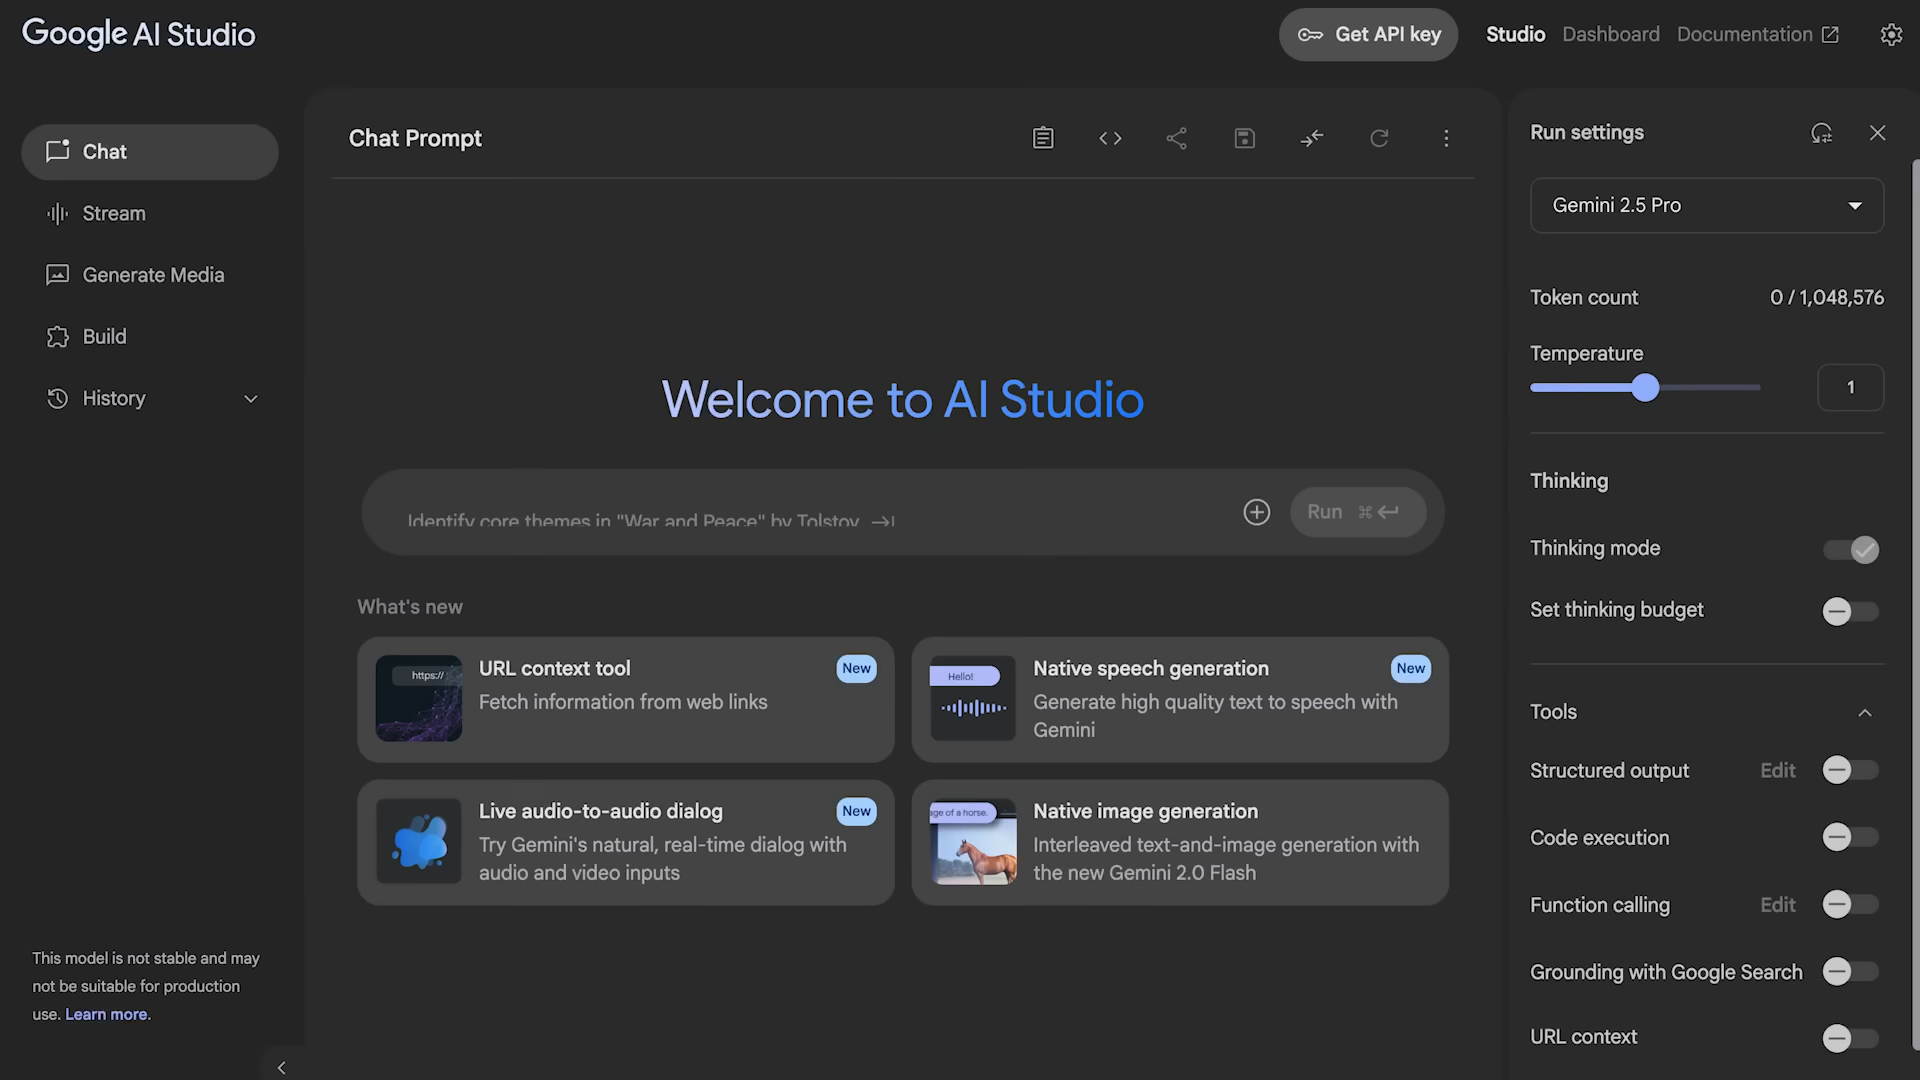 Google AI Studio
Get API key
Studio
Dashboard
Documentation
Chat
Stream
Generate Media
Build
History
This model is not stable and may
not be suitable for production
use. Learn more.
Chat Prompt
Welcome to AI Studio
Identify core themes in "War and Peace" by Tolstoy
Run ⌘
What's new
https://
URL context tool
New
Fetch information from web links
Hello!
Native speech generation
New
Generate high quality text to speech with
Gemini
Live audio-to-audio dialog
New
Try Gemini's natural, real-time dialog with
audio and video inputs
age of a horse.
Native image generation
Interleaved text-and-image generation with
the new Gemini 2.0 Flash
Run settings
Gemini 2.5 Pro
Token count
0 / 1,048,576
Temperature
1
Thinking
Thinking mode
Set thinking budget
Tools
Structured output
Edit
Code execution
Function calling
Edit
Grounding with Google Search
URL context